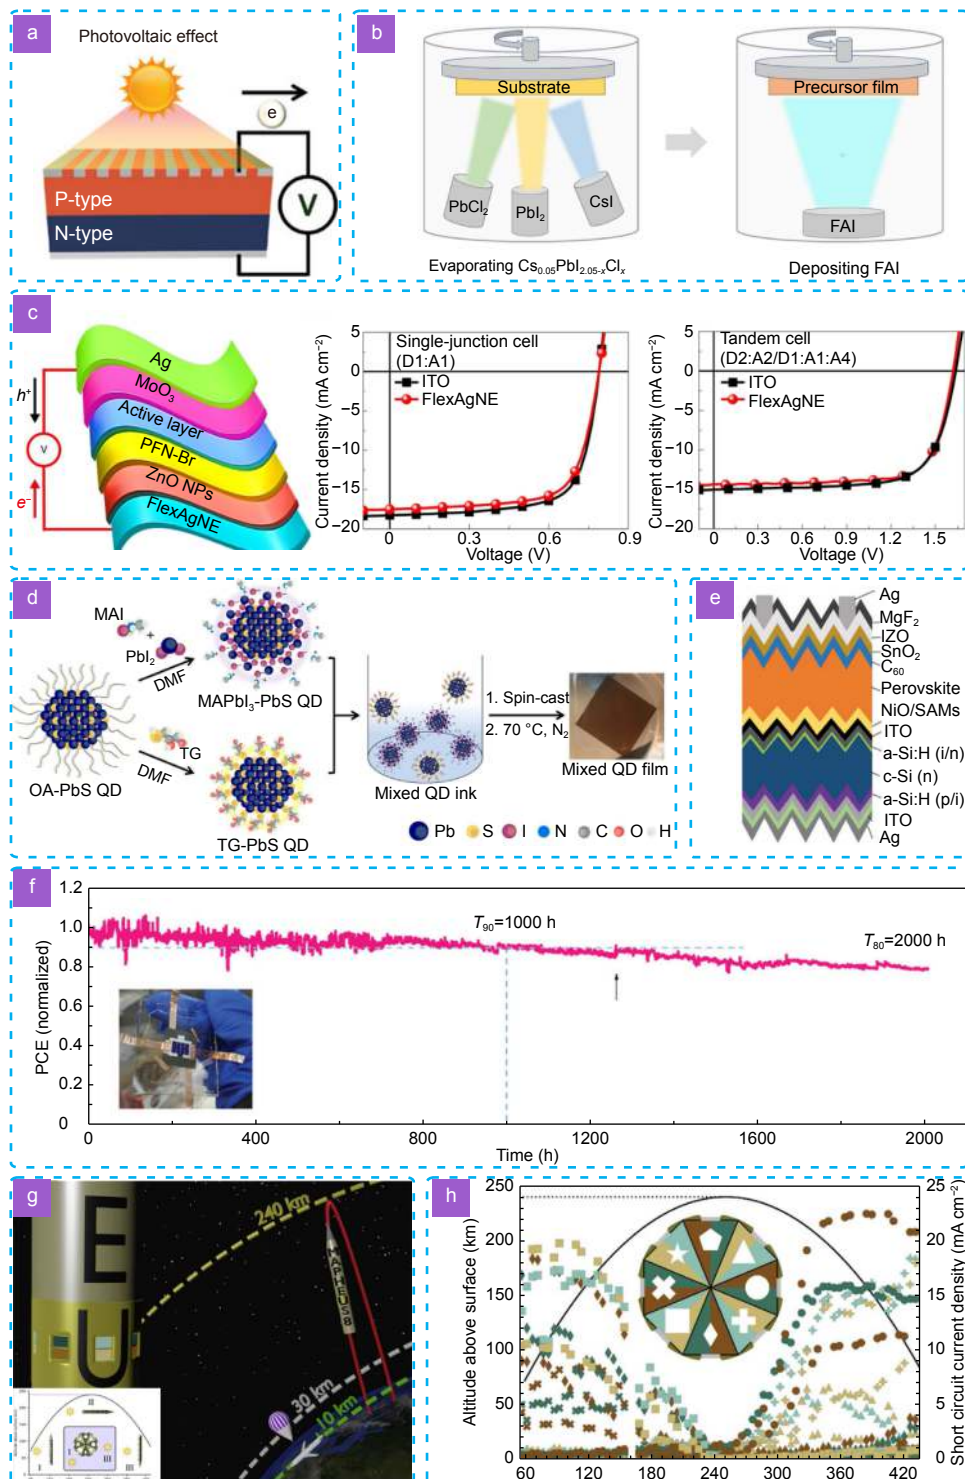 a
Photovoltaic effect
e
P-type
N-type
V
b
Substrate
PbCl₂
PbI₂
CsI
Evaporating Cs₀.₀₅PbI₂.₀₅₋ₓClₓ
Precursor film
FAI
Depositing FAI
c
Ag
MoO₃
Active layer
PFN-Br
ZnO NPs
FlexAgNE
h⁺
V
e⁻
Single-junction cell
(D1:A1)
ITO
FlexAgNE
Current density (mA cm⁻²)
5
0
−5
−10
−15
−20
0
0.3
0.6
0.9
Voltage (V)
Tandem cell
(D2:A2/D1:A1:A4)
ITO
FlexAgNE
Current density (mA cm⁻²)
5
0
−5
−10
−15
−20
0
0.3
0.6
0.9
1.2
1.5
Voltage (V)
d
MAI
+
PbI₂
DMF
MAPbI₃-PbS QD
OA-PbS QD
TG
DMF
TG-PbS QD
Mixed QD ink
1. Spin-cast
2. 70 °C, N₂
Mixed QD film
Pb S I N C O H
e
Ag
MgF₂
IZO
SnO₂
C₆₀
Perovskite
NiO/SAMs
ITO
a-Si:H (i/n)
c-Si (n)
a-Si:H (p/i)
ITO
Ag
f
PCE (normalized)
1.2
1.0
0.8
0.6
0.4
0.2
0
T₉₀=1000 h
T₈₀=2000 h
0
400
800
1200
1600
2000
Time (h)
g
E
U
240 km
MAPHEUS8
30 km
10 km
h
Altitude above surface (km)
250
200
150
100
50
0
60
120
180
240
300
360
420
Short circuit current density (mA cm⁻²)
25
20
15
10
5
0